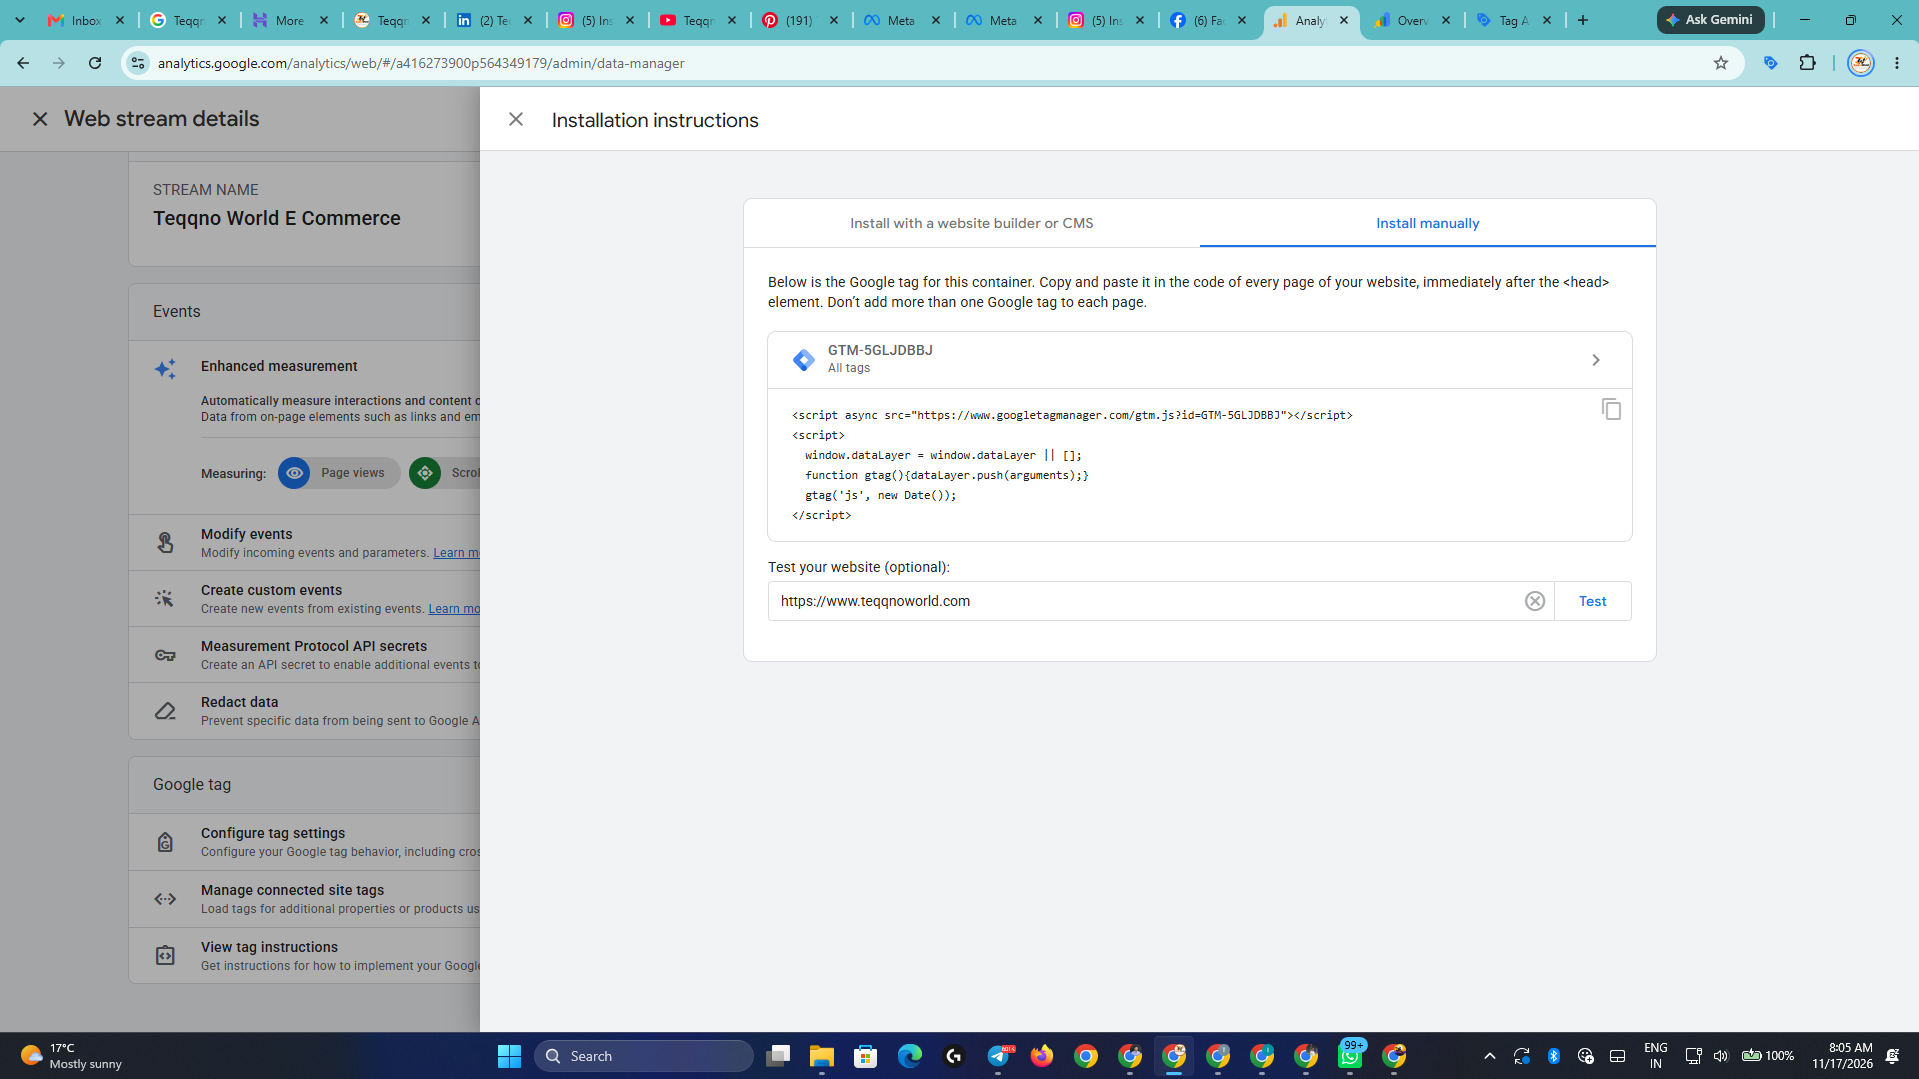 Inbox
Teqqn
More
Teqqn
(2) Tec
(5) Ins
Teqqn
(191)
Meta
Meta
(5) Ins
(6) Fac
Analy
Overv
Tag A
Ask Gemini
analytics.google.com/analytics/web/#/a416273900p564349179/admin/data-manager
Web stream details
STREAM NAME
Teqqno World E Commerce
Events
Enhanced measurement
Automatically measure interactions and content o
Data from on-page elements such as links and em
Measuring:
Page views
Scrol
Modify events
Modify incoming events and parameters. Learn mo
Create custom events
Create new events from existing events. Learn mo
Measurement Protocol API secrets
Create an API secret to enable additional events to
Redact data
Prevent specific data from being sent to Google A
Google tag
Configure tag settings
Configure your Google tag behavior, including cros
Manage connected site tags
Load tags for additional properties or products us
View tag instructions
Get instructions for how to implement your Google
Installation instructions
Install with a website builder or CMS
Install manually
Below is the Google tag for this container. Copy and paste it in the code of every page of your website, immediately after the <head>
element. Don't add more than one Google tag to each page.
GTM-5GLJDBBJ
All tags
<script async src="https://www.googletagmanager.com/gtm.js?id=GTM-5GLJDBBJ"></script>
<script>
window.dataLayer = window.dataLayer || [];
function gtag(){dataLayer.push(arguments);}
gtag('js', new Date());
</script>
Test your website (optional):
https://www.teqqnoworld.com
Test
17°C
Mostly sunny
Search
99+
ENG
IN
100%
8:05 AM
11/17/2026